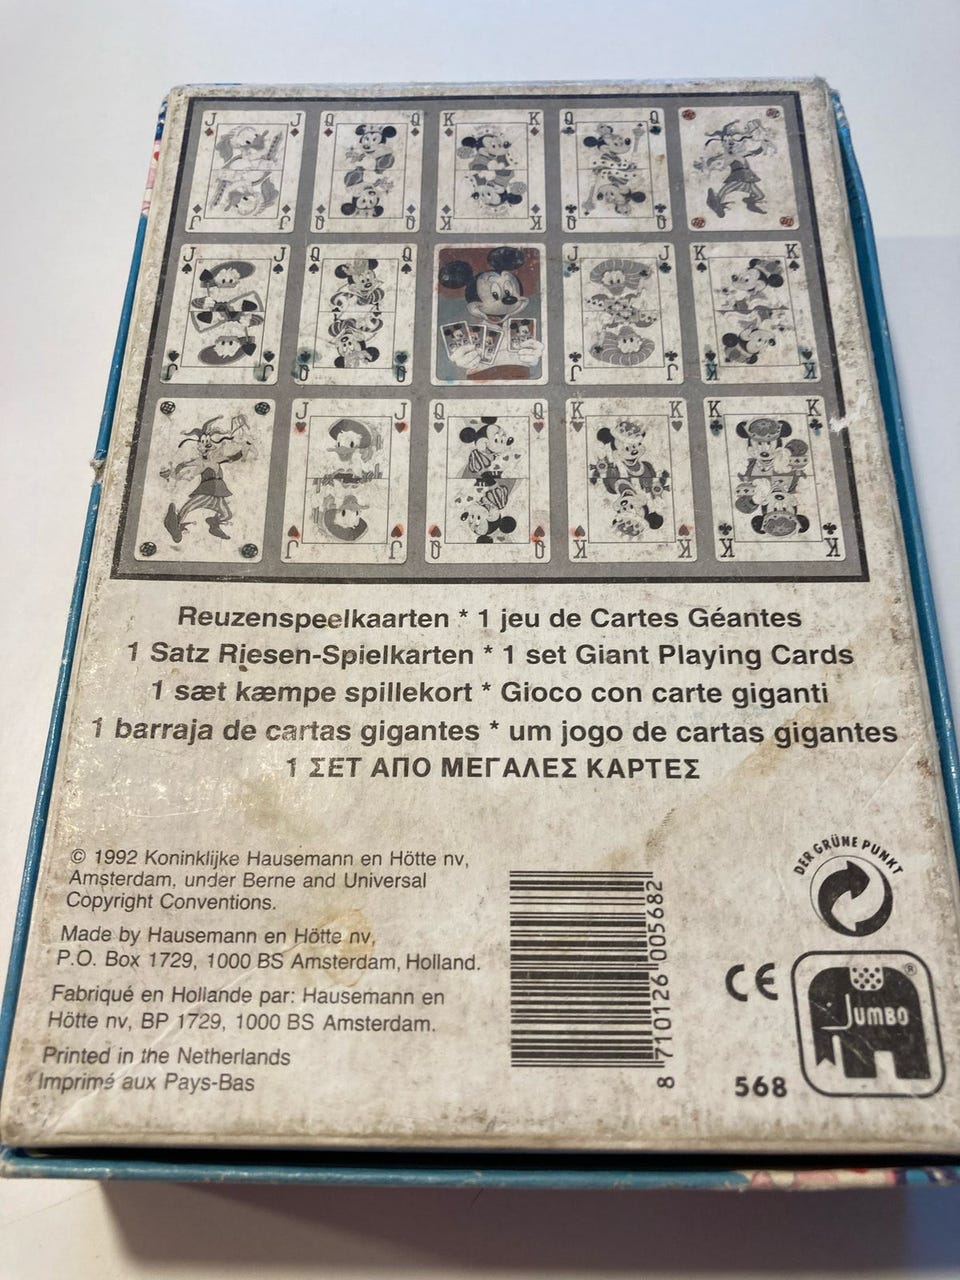 J J Q Q K K Q Q
J J Q Q K K Q Q
J J Q Q J J K K
J J Q Q J J K K
J J Q Q K K K K
J J Q Q K K K K
Reuzenspeelkaarten * 1 jeu de Cartes Géantes
1 Satz Riesen-Spielkarten * 1 set Giant Playing Cards
1 sæt kæmpe spillekort * Gioco con carte giganti
1 barraja de cartas gigantes * um jogo de cartas gigantes
1 ΣΕΤ ΑΠΟ ΜΕΓΑΛΕΣ ΚΑΡΤΕΣ
© 1992 Koninklijke Hausemann en Hötte nv,
Amsterdam, under Berne and Universal
Copyright Conventions.
Made by Hausemann en Hötte nv,
P.O. Box 1729, 1000 BS Amsterdam, Holland.
Fabriqué en Hollande par: Hausemann en
Hötte nv, BP 1729, 1000 BS Amsterdam.
Printed in the Netherlands
Imprimé aux Pays-Bas
8 710126 005682
DER GRÜNE PUNKT
CE
JUMBO ®
568